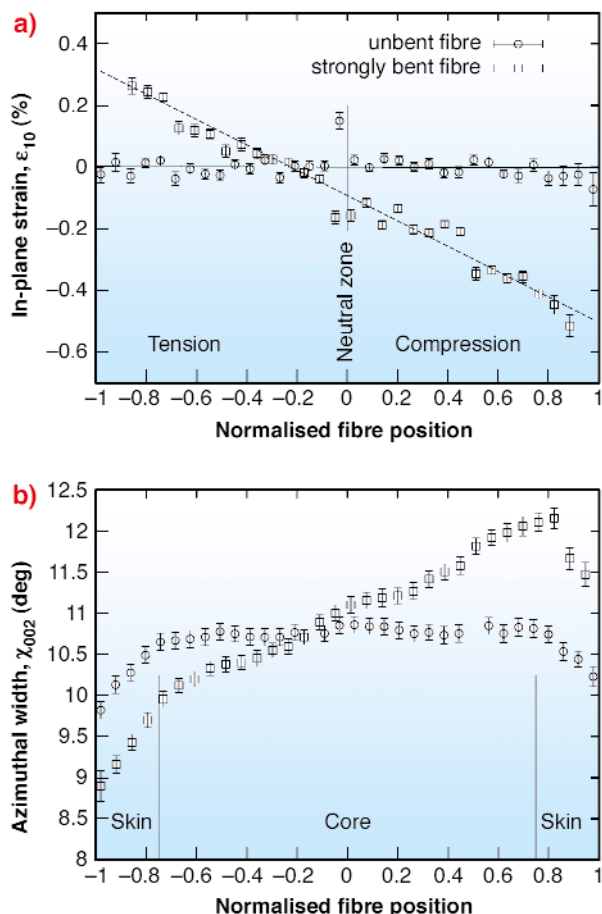 a)
unbent fibre
strongly bent fibre
In-plane strain, ε10 (%)
0.4
0.2
0
−0.2
−0.4
−0.6
Tension
Neutral zone
Compression
−1 −0.8 −0.6 −0.4 −0.2 0 0.2 0.4 0.6 0.8 1
Normalised fibre position
b)
Azimuthal width, χ002 (deg)
12.5
12
11.5
11
10.5
10
9.5
9
8.5
8
Skin
Core
Skin
−1 −0.8 −0.6 −0.4 −0.2 0 0.2 0.4 0.6 0.8 1
Normalised fibre position